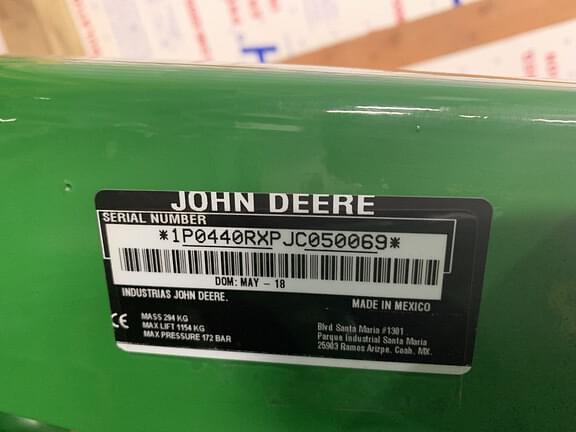 JOHN DEERE
SERIAL NUMBER
*1P0440RXPJC050069*
DOM: MAY - 18
INDUSTRIAS JOHN DEERE.
MADE IN MEXICO
CE
MASS 294 KG
MAX LIFT 1154 KG
MAX PRESSURE 172 BAR
Blvd Santa Maria #1301
Parque Industrial Santa Maria
25903 Ramos Arizpe, Coah. MX.